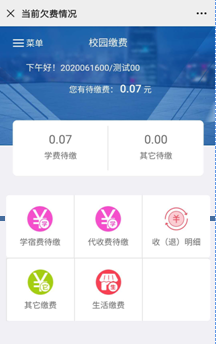 当前欠费情况
菜单 校园缴费
下午好！2020061600/测试00
您有待缴费： 0.07 元
0.07 0.00
学费待缴 其它待缴
学宿费待缴 代收费待缴 收（退）明细
其它缴费 生活缴费